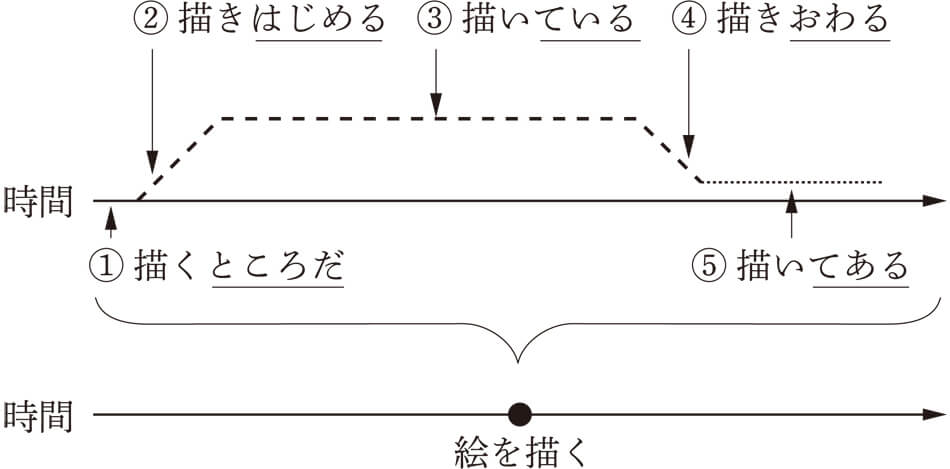 ② 描きはじめる ③ 描いている ④ 描きおわる
時間
① 描くところだ ⑤ 描いてある
時間
絵を描く